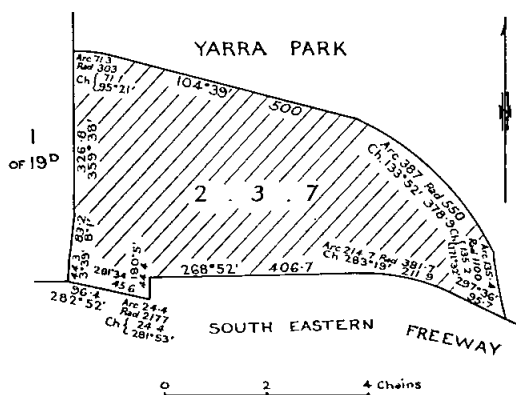 YARRA PARK
Arc 71.3
Rad 303
Ch { 71.1
95°21'
104°39'
500
1
OF 19D
326.8
359°38'
2.3.7
Arc 387 Rad 550
Ch 133°52' 378.9
83.2
8°1'
44.3
3°39'
281°34'
45.6
180°5'
44.4
268°52'
406.7
Arc 214.7 Rad 381.7
Ch 283°19' 211.9
Arc 135.4
Rad 1100
Ch { 135.2
171°32'
297°36'
95.7
96.4
282°52'
Arc 24.4
Rad 2177
Ch { 24.4
281°53'
SOUTH EASTERN FREEWAY
0 2 4 Chains